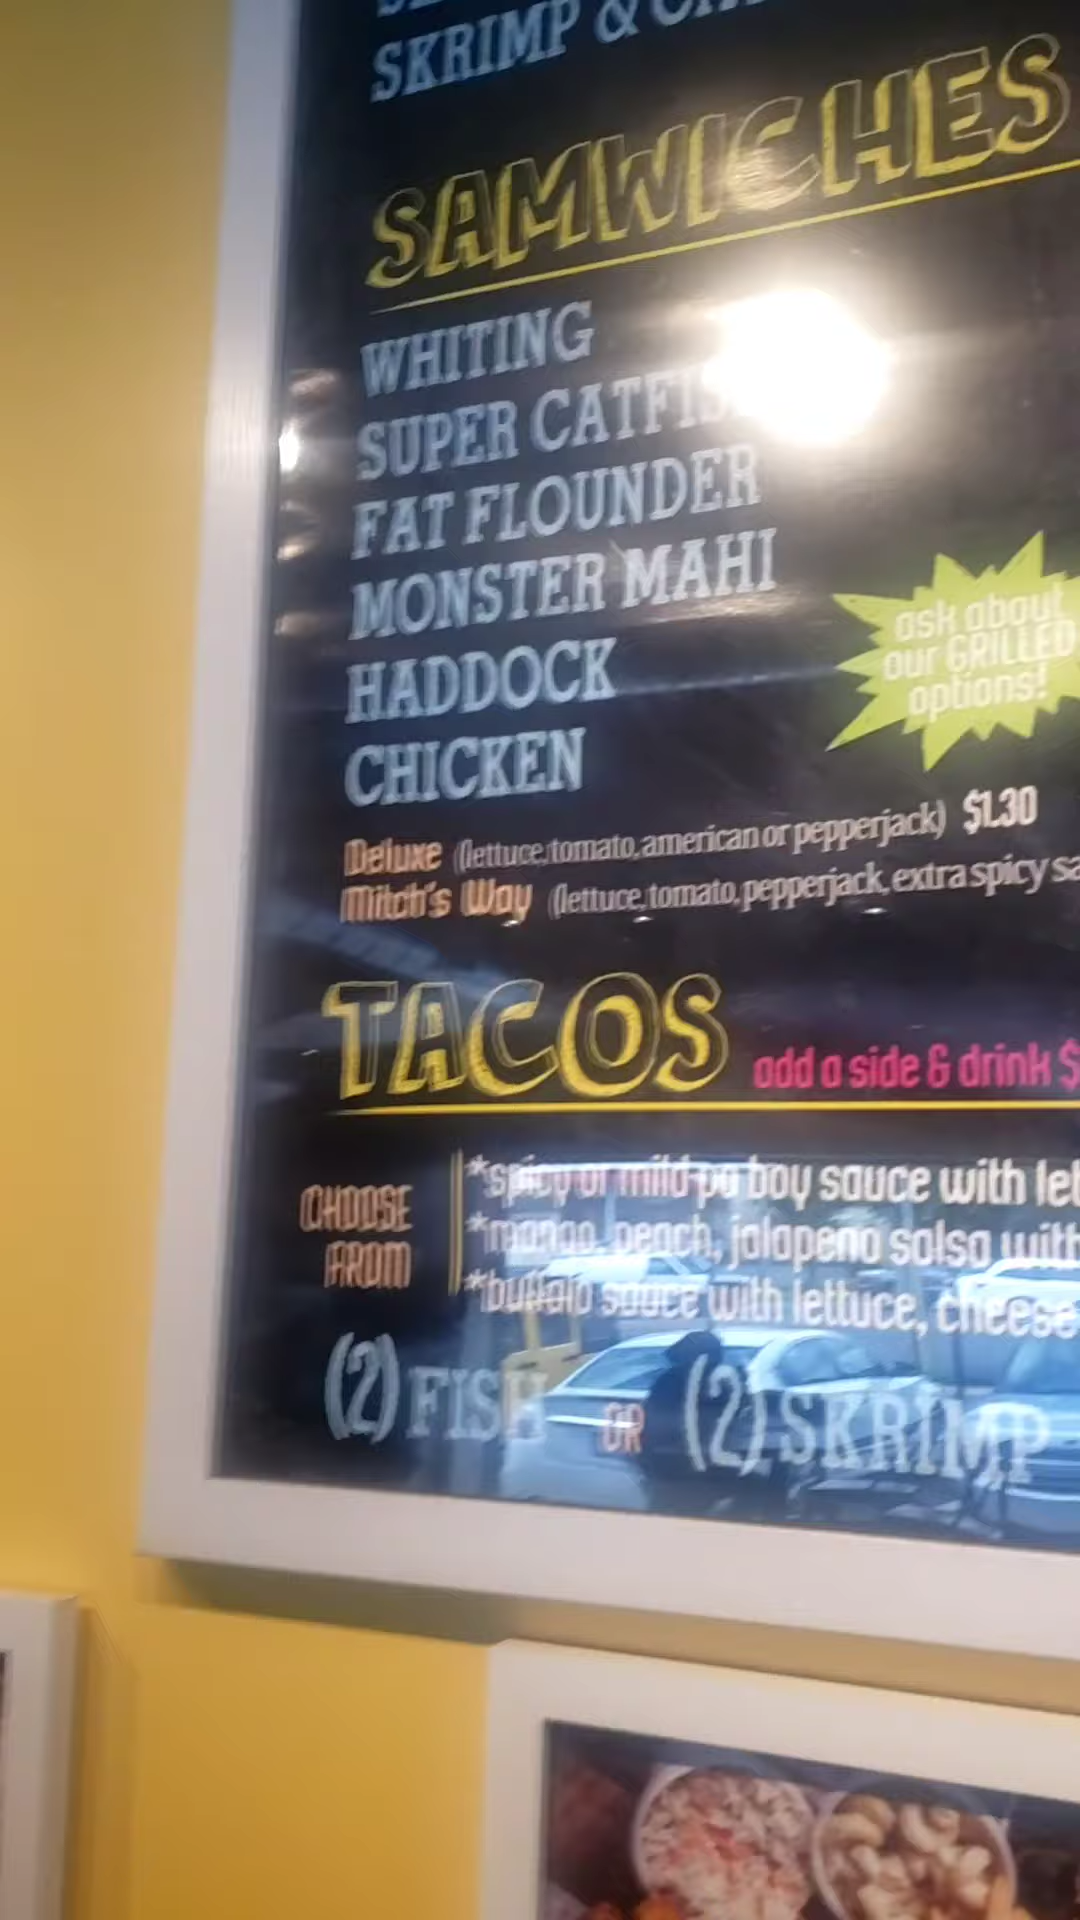 SKRIMP &
SAMWICHES
WHITING
SUPER CATFIS
FAT FLOUNDER
MONSTER MAHI
HADDOCK
CHICKEN
ask about
our GRILLED
options!
Deluxe (lettuce, tomato, american or pepperjack) $1.30
Mitch's Way (lettuce, tomato, pepperjack, extra spicy sa
TACOS add a side & drink $
CHOOSE
FROM
*spicy or mild po boy sauce with let
*mango, peach, jalapeno salsa with
*buffalo sauce with lettuce, cheese
(2) FISH OR (2) SKRIMP